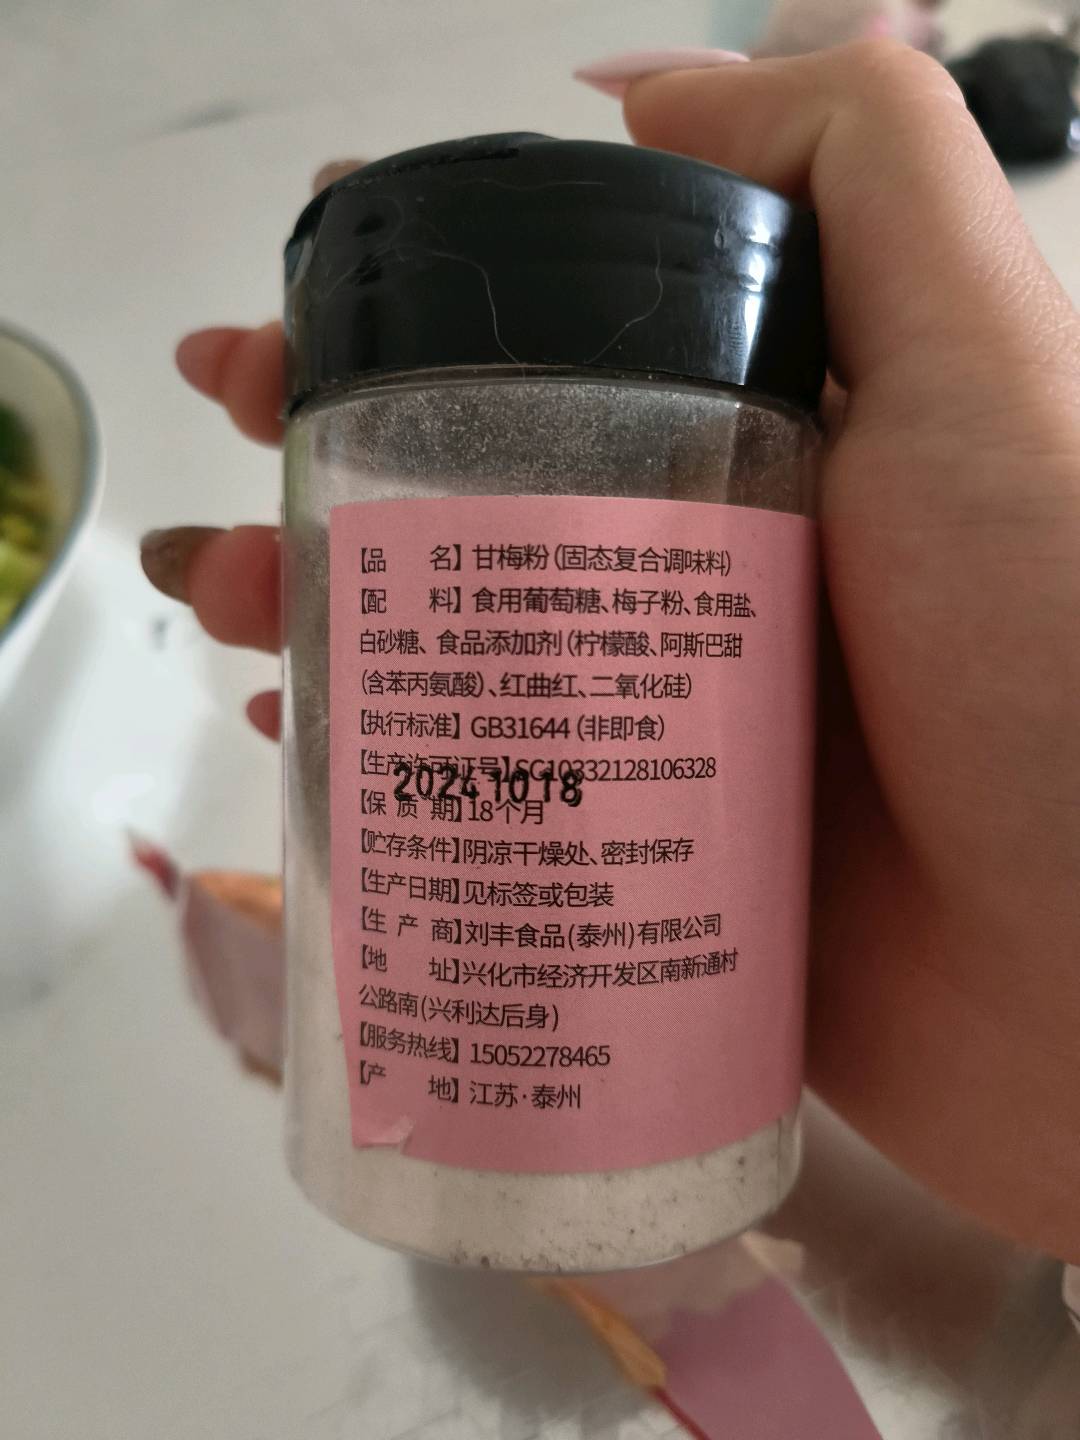 【品 名】甘梅粉(固态复合调味料)
【配 料】食用葡萄糖、梅子粉、食用盐、
白砂糖、食品添加剂(柠檬酸、阿斯巴甜
(含苯丙氨酸)、红曲红、二氧化硅)
【执行标准】GB31644(非即食)
【生产许可证号】SC10332128106328
20241018
【保 质 期】18个月
【贮存条件】阴凉干燥处、密封保存
【生产日期】见标签或包装
【生 产 商】刘丰食品(泰州)有限公司
【地 址】兴化市经济开发区南新通村
公路南(兴利达后身)
【服务热线】15052278465
【产 地】江苏·泰州